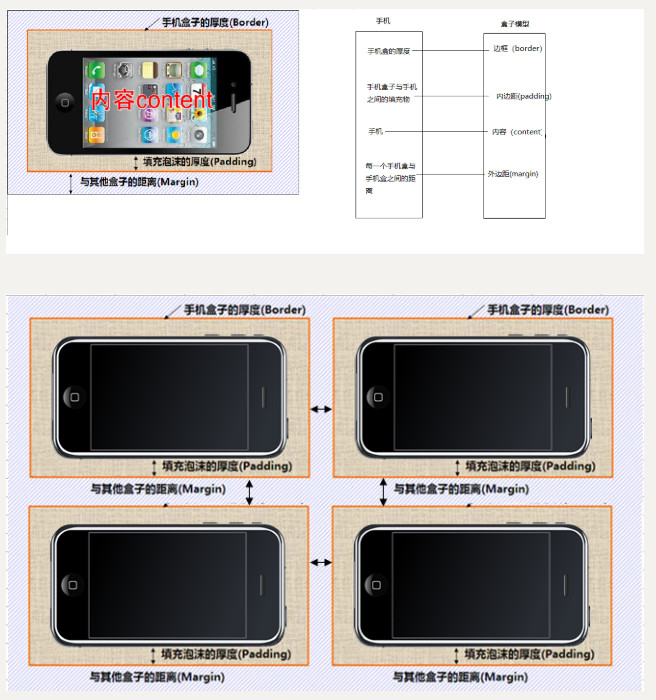 手机盒子的厚度(Border)
内容content
填充泡沫的厚度(Padding)
与其他盒子的距离(Margin)
手机
盒子模型
手机盒的厚度
边框（border)
手机盒子与手机
之间的填充物
内边距(padding)
手机
内容（content）
每一个手机盒与
手机盒之间的距
离
外边距(margin)
手机盒子的厚度(Border)
手机盒子的厚度(Border)
填充泡沫的厚度(Padding)
填充泡沫的厚度(Padding)
与其他盒子的距离(Margin)
与其他盒子的距离(Margin)
填充泡沫的厚度(Padding)
填充泡沫的厚度(Padding)
与其他盒子的距离(Margin)
与其他盒子的距离(Margin)